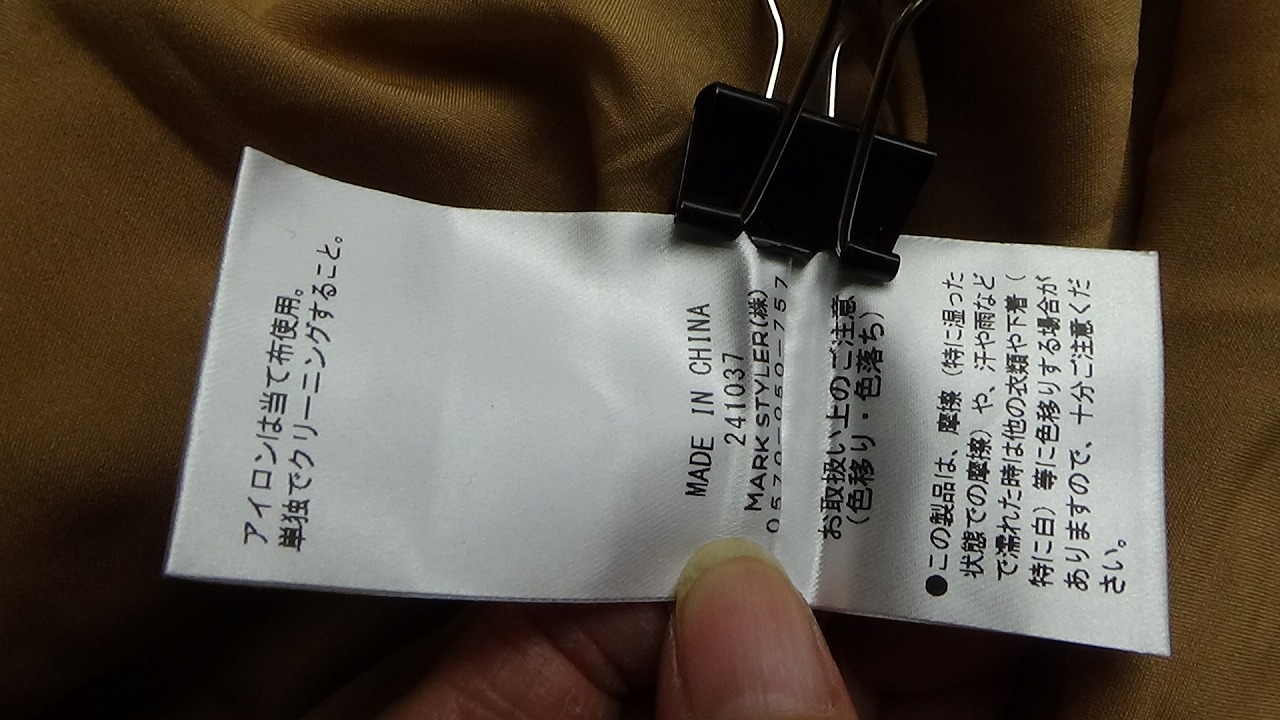 アイロンは当て布使用。
単独でクリーニングすること。
MADE IN CHINA
241037
MARK STYLER(株)
0570-050-757
お取扱い上のご注意
(色移り・色落ち)
●この製品は、摩擦(特に湿った
状態での摩擦)や、汗や雨など
で濡れた時は他の衣類や下着(
特に白)等に色移りする場合が
ありますので、十分ご注意くだ
さい。